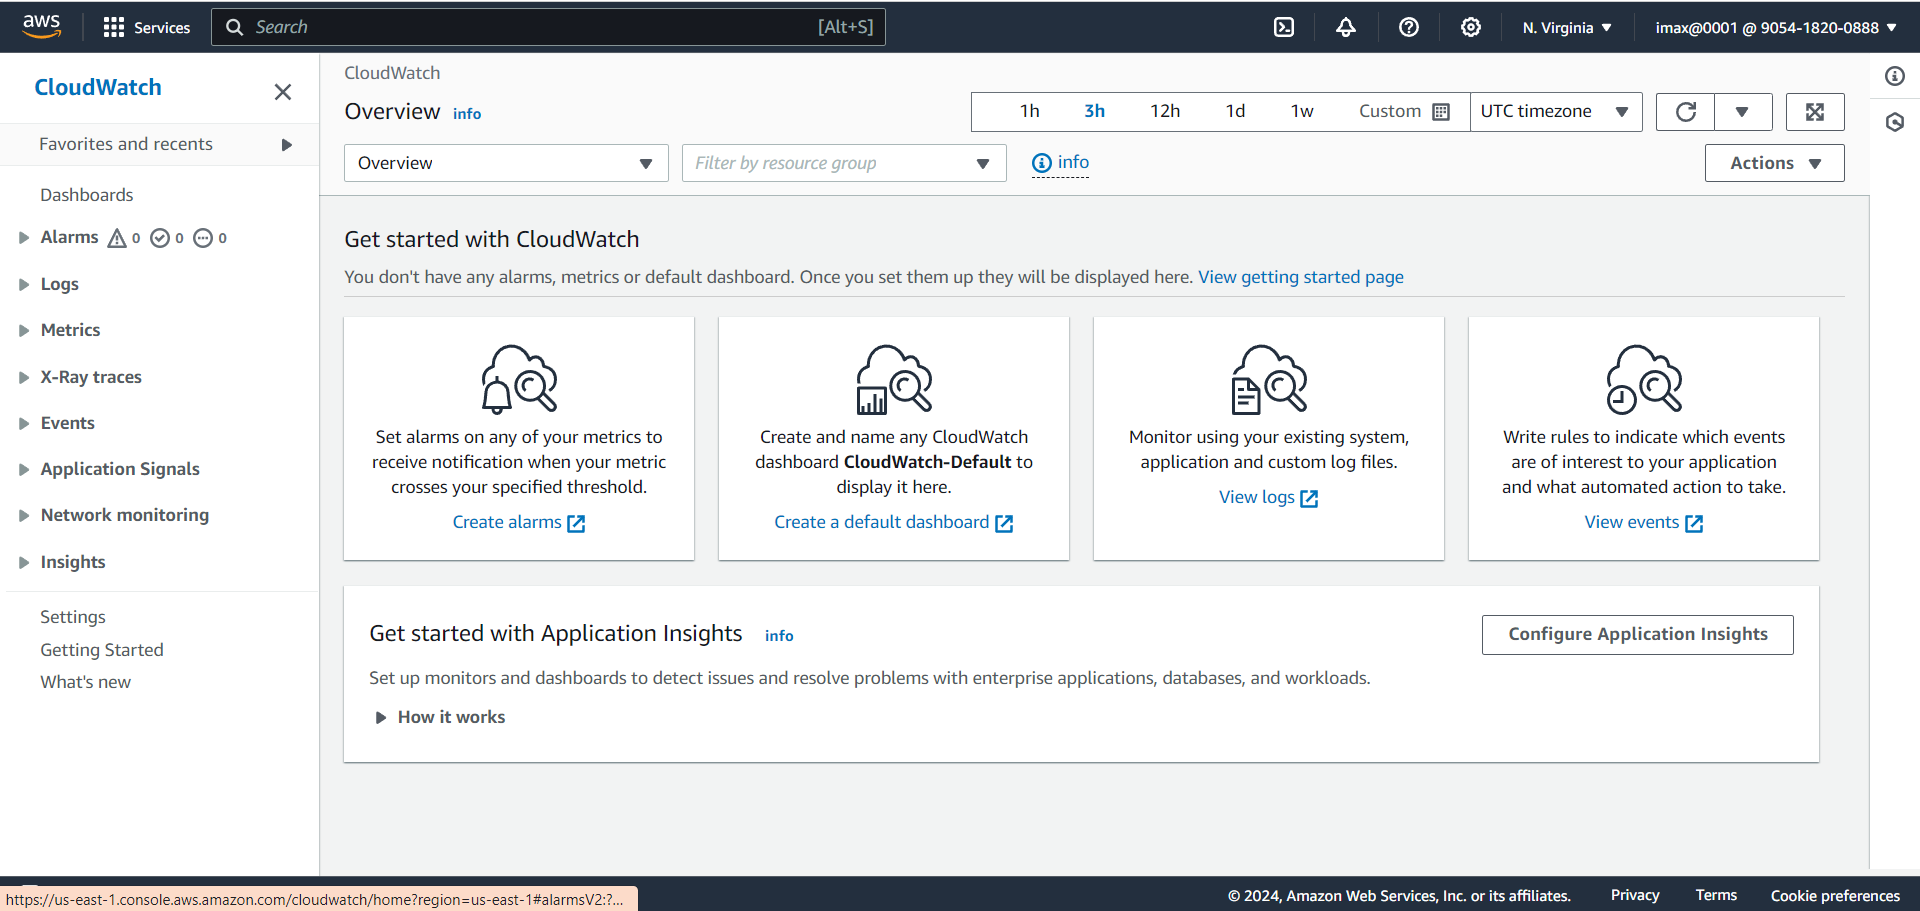 aws
Services
Search
[Alt+S]
N. Virginia
imax@0001 @ 9054-1820-0888
CloudWatch
Favorites and recents
Dashboards
Alarms 0 0 0
Logs
Metrics
X-Ray traces
Events
Application Signals
Network monitoring
Insights
Settings
Getting Started
What's new
CloudWatch
Overview info
1h 3h 12h 1d 1w Custom UTC timezone
Overview
Filter by resource group
info
Actions
Get started with CloudWatch
You don't have any alarms, metrics or default dashboard. Once you set them up they will be displayed here. View getting started page
Set alarms on any of your metrics to
receive notification when your metric
crosses your specified threshold.
Create alarms
Create and name any CloudWatch
dashboard CloudWatch-Default to
display it here.
Create a default dashboard
Monitor using your existing system,
application and custom log files.
View logs
Write rules to indicate which events
are of interest to your application
and what automated action to take.
View events
Get started with Application Insights info
Configure Application Insights
Set up monitors and dashboards to detect issues and resolve problems with enterprise applications, databases, and workloads.
How it works
https://us-east-1.console.aws.amazon.com/cloudwatch/home?region=us-east-1#alarmsV2:?...
© 2024, Amazon Web Services, Inc. or its affiliates.
Privacy
Terms
Cookie preferences